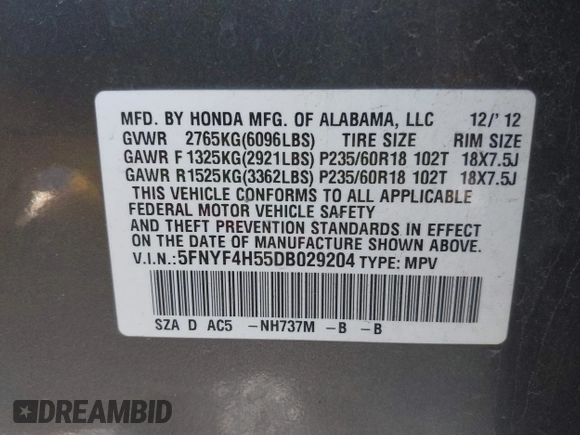 MFD. BY HONDA MFG. OF ALABAMA, LLC 12/'12
GVWR 2765KG(6096LBS) TIRE SIZE RIM SIZE
GAWR F 1325KG(2921LBS) P235/60R18 102T 18X7.5J
GAWR R 1525KG(3362LBS) P235/60R18 102T 18X7.5J
THIS VEHICLE CONFORMS TO ALL APPLICABLE
FEDERAL MOTOR VEHICLE SAFETY
AND THEFT PREVENTION STANDARDS IN EFFECT
ON THE DATE OF MANUFACTURE SHOWN ABOVE.
V.I.N.:5FNYF4H55DB029204 TYPE: MPV
SZA D AC5 -NH737M -B -B
DREAMBID